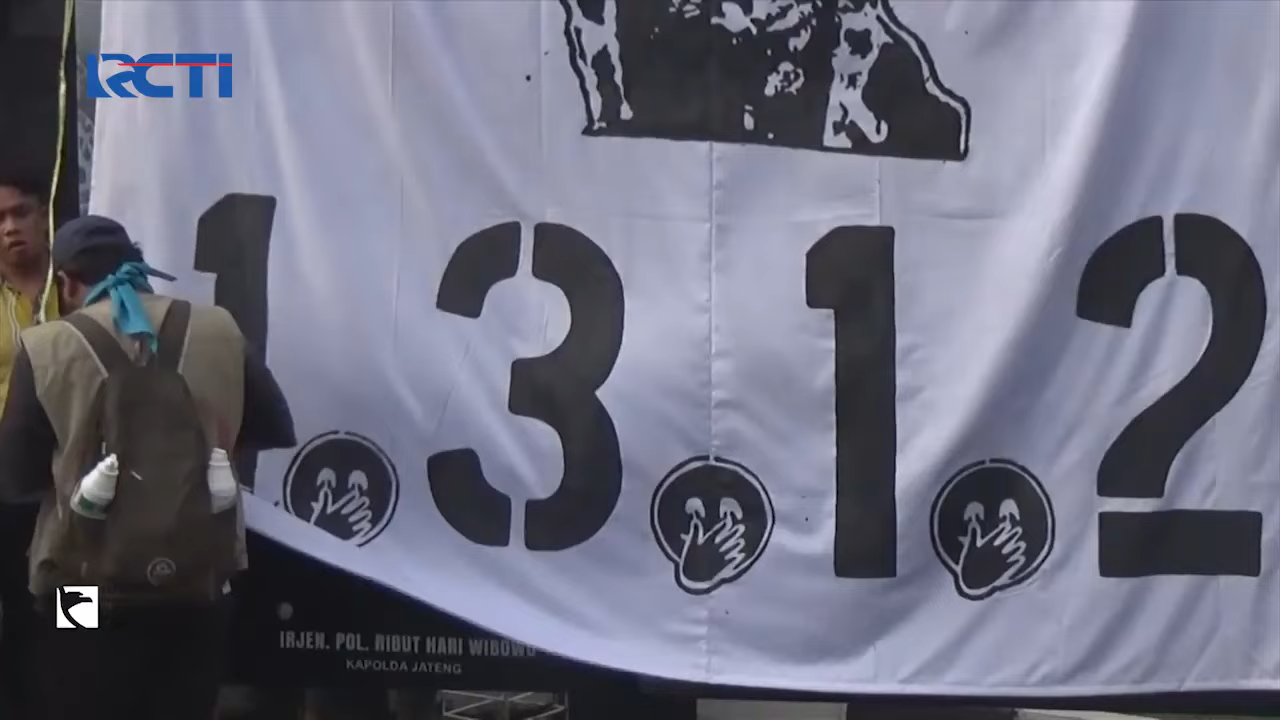 RCTI
1.3.1.2
IRJEN. POL. RIBUT HARI WIBOWO
KAPOLDA JATENG